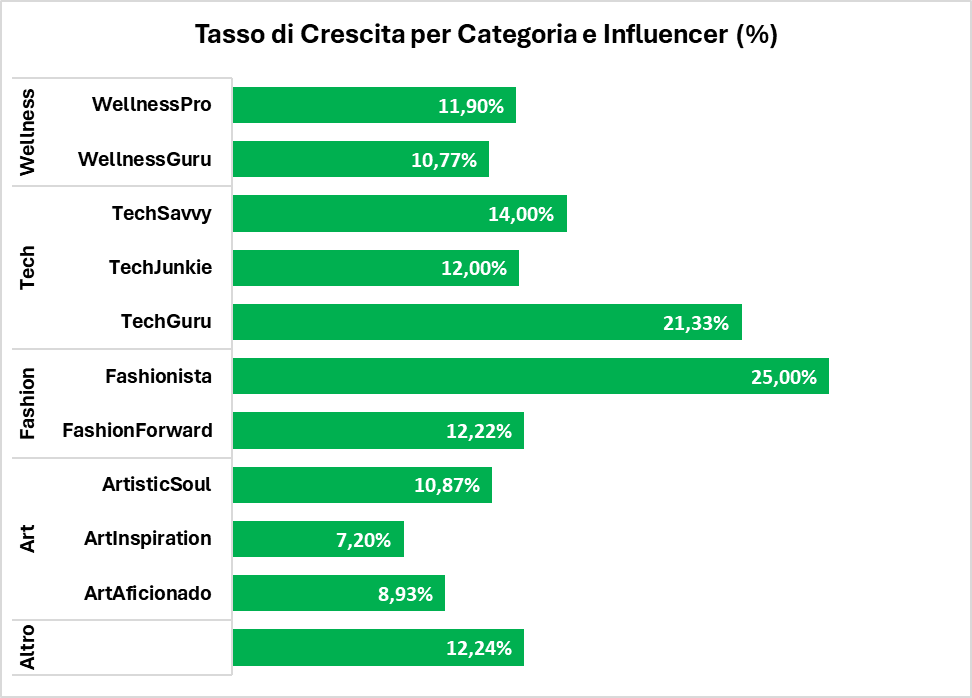 Tasso di Crescita per Categoria e Influencer (%)
Wellness
WellnessPro 11,90%
WellnessGuru 10,77%
Tech
TechSavvy 14,00%
TechJunkie 12,00%
TechGuru 21,33%
Fashion
Fashionista 25,00%
FashionForward 12,22%
Art
ArtisticSoul 10,87%
ArtInspiration 7,20%
ArtAficionado 8,93%
Altro 12,24%